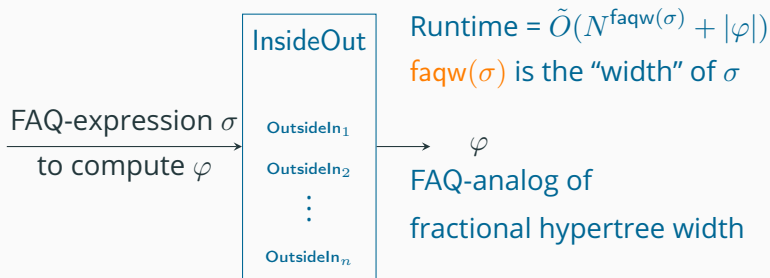 InsideOut
OutsideIn₁
OutsideIn₂
⋮
OutsideInₙ
FAQ-expression σ
to compute φ
Runtime = Õ(N^faqw(σ) + |φ|)
faqw(σ) is the “width” of σ
φ
FAQ-analog of
fractional hypertree width